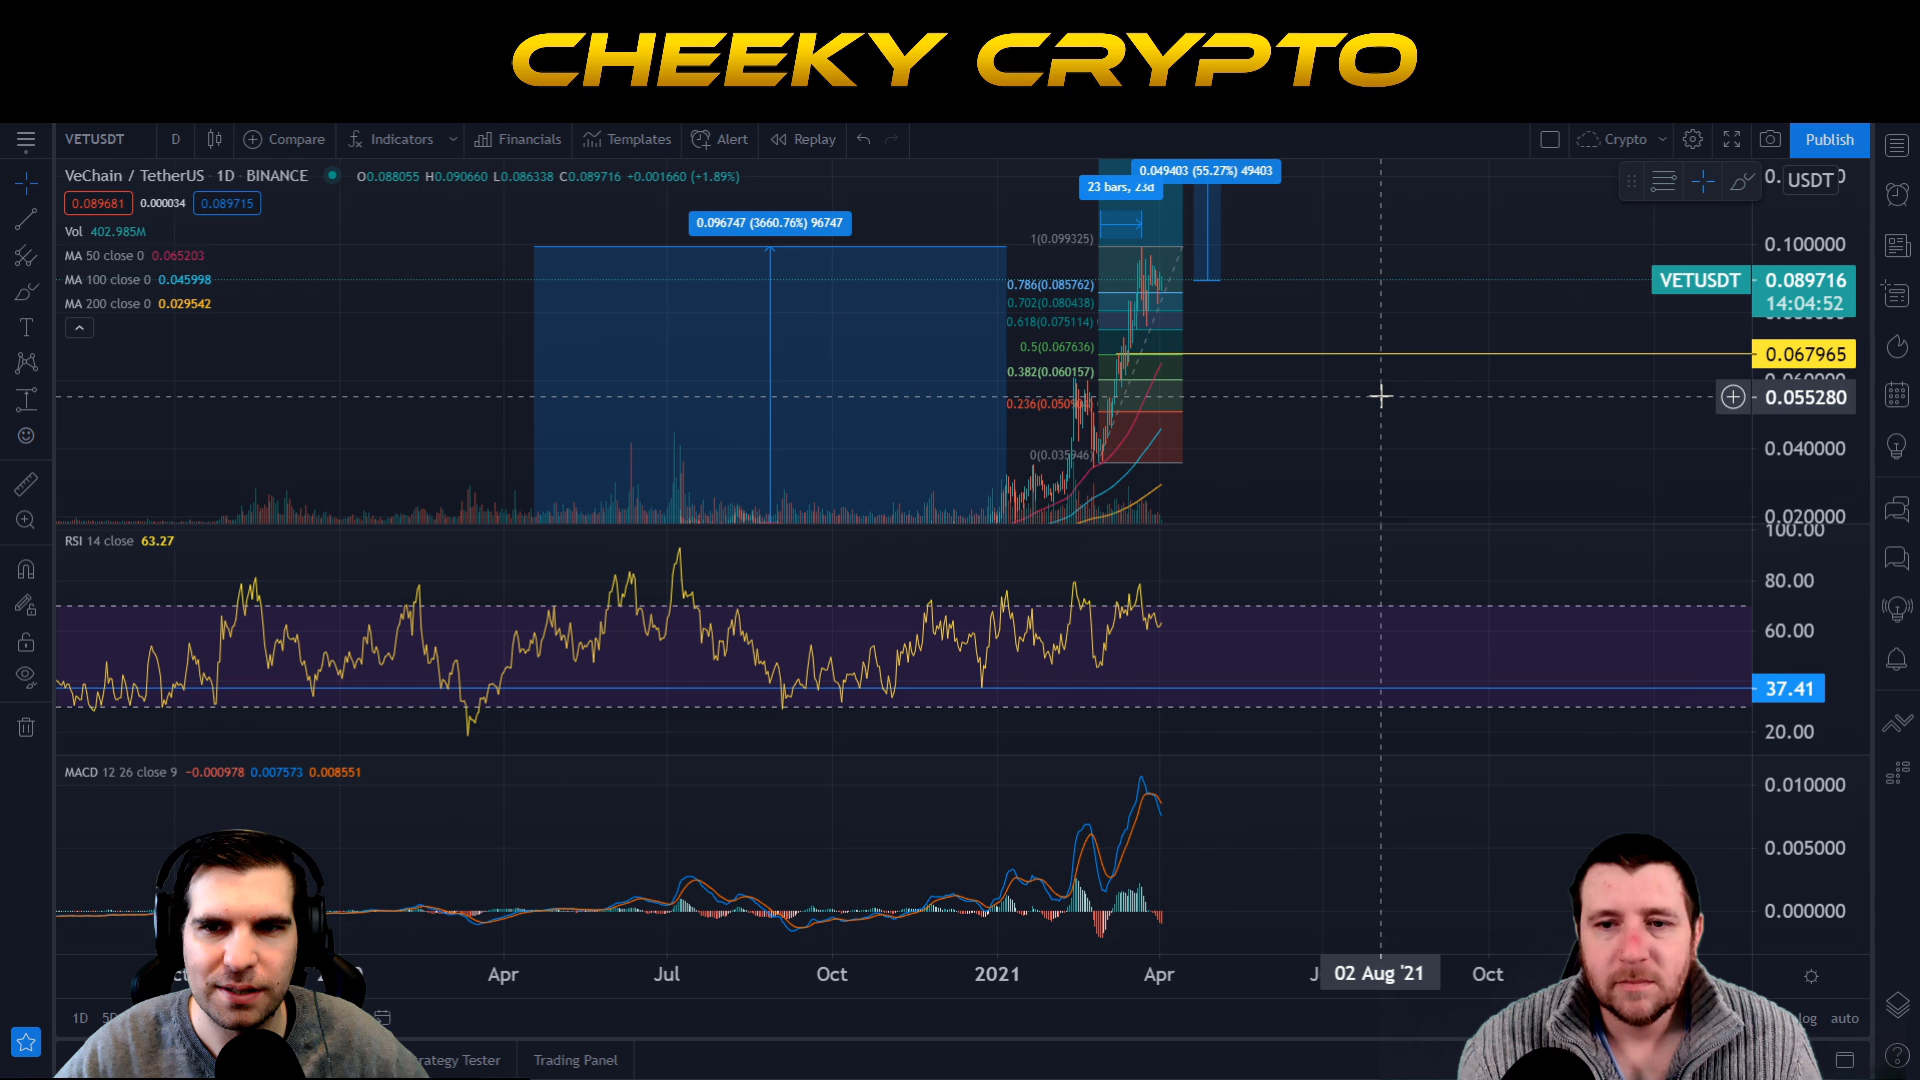 CHEEKY CRYPTO
VETUSDT D Compare Indicators Financials Templates Alert Replay Crypto Publish
VeChain / TetherUS · 1D · BINANCE O0.088055 H0.090660 L0.086338 C0.089716 +0.001660 (+1.89%)
0.089681 0.000034 0.089715
Vol 402.985M
MA 50 close 0 0.065203
MA 100 close 0 0.045998
MA 200 close 0 0.029542
0.096747 (3660.76%) 96747
0.049403 (55.27%) 49403
23 bars, 23d
1(0.099325)
0.786(0.085762)
0.702(0.080438)
0.618(0.075114)
0.5(0.067636)
0.382(0.060157)
0(0.035946)
USDT
0.100000
VETUSDT 0.089716
14:04:52
0.067965
0.055280
0.040000
0.020000
RSI 14 close 63.27
100.00
80.00
60.00
37.41
20.00
MACD 12 26 close 9 −0.000978 0.007573 0.008551
0.010000
0.005000
0.000000
Apr Jul Oct 2021 Apr 02 Aug '21 Oct
1D log auto
Trading Panel